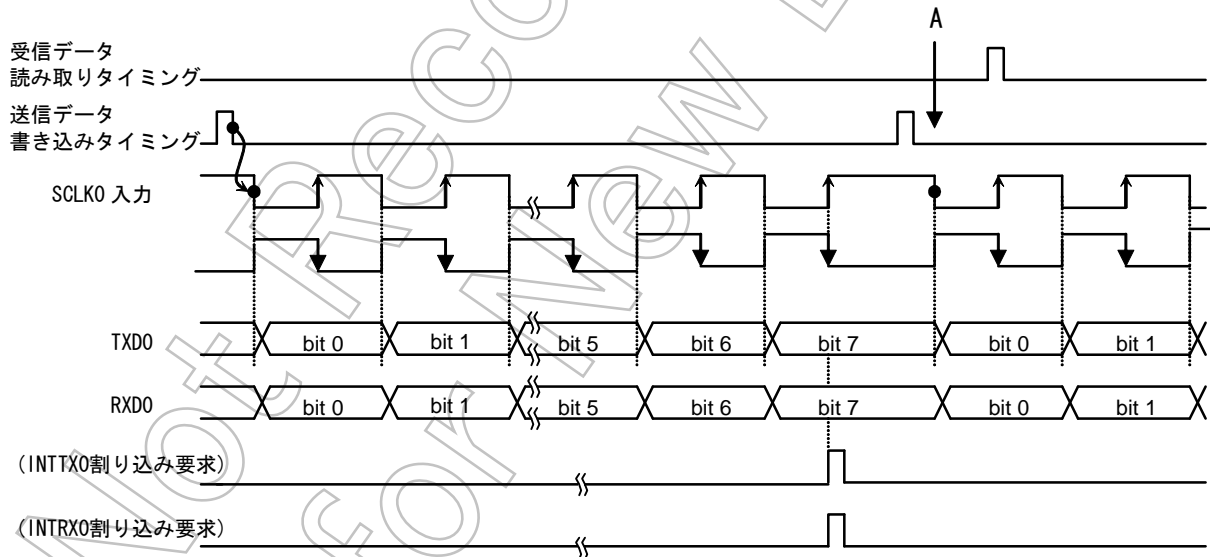 A
受信データ
読み取りタイミング
送信データ
書き込みタイミング
SCLK0 入力
TXD0
bit 0
bit 1
bit 5
bit 6
bit 7
bit 0
bit 1
RXD0
bit 0
bit 1
bit 5
bit 6
bit 7
bit 0
bit 1
(INTTX0割り込み要求)
(INTRX0割り込み要求)
Not Reco
for New